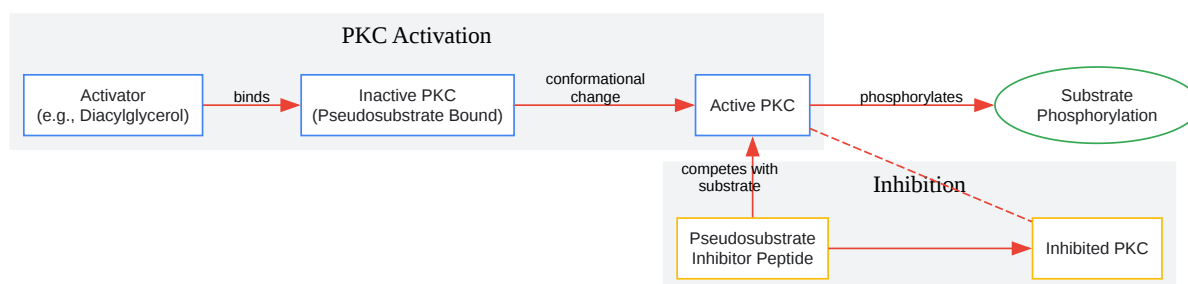 PKC Activation
Activator
(e.g., Diacylglycerol)
binds
Inactive PKC
(Pseudosubstrate Bound)
conformational
change
Active PKC
phosphorylates
Substrate
Phosphorylation
competes with
substrate
Inhibition
Pseudosubstrate
Inhibitor Peptide
Inhibited PKC